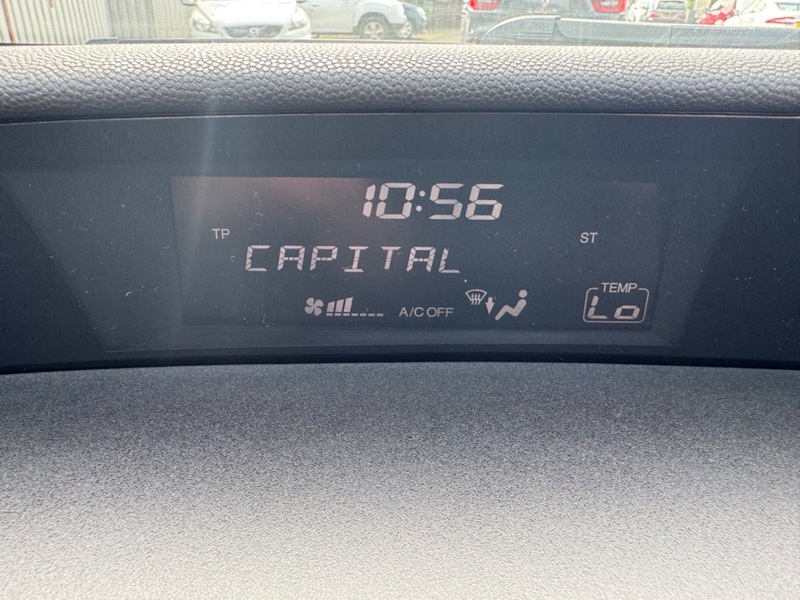 10:56
TP
ST
CAPITAL
A/C OFF
TEMP
Lo